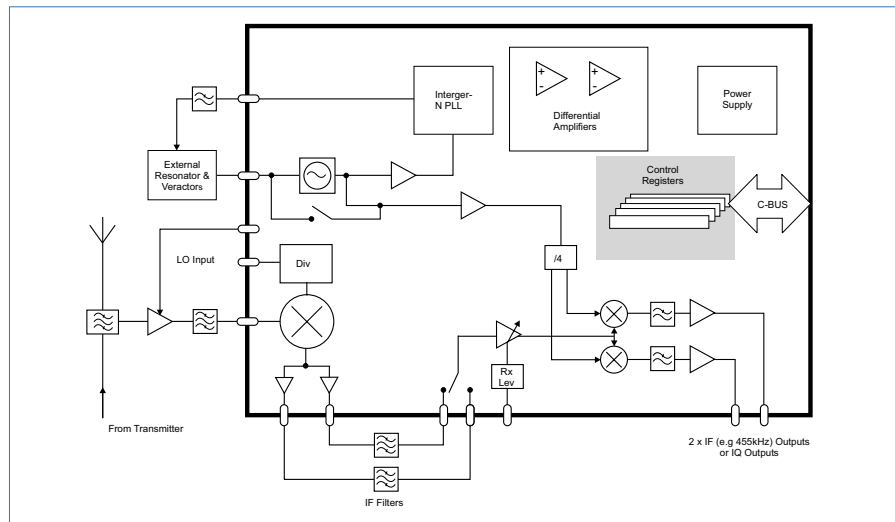 Interger-
N PLL
+
-
+
-
Differential
Amplifiers
Power
Supply
External
Resonator &
Veractors
Control
Registers
C-BUS
LO Input
Div
/4
Rx
Lev
From Transmitter
2 x IF (e.g 455kHz) Outputs
or IQ Outputs
IF Filters